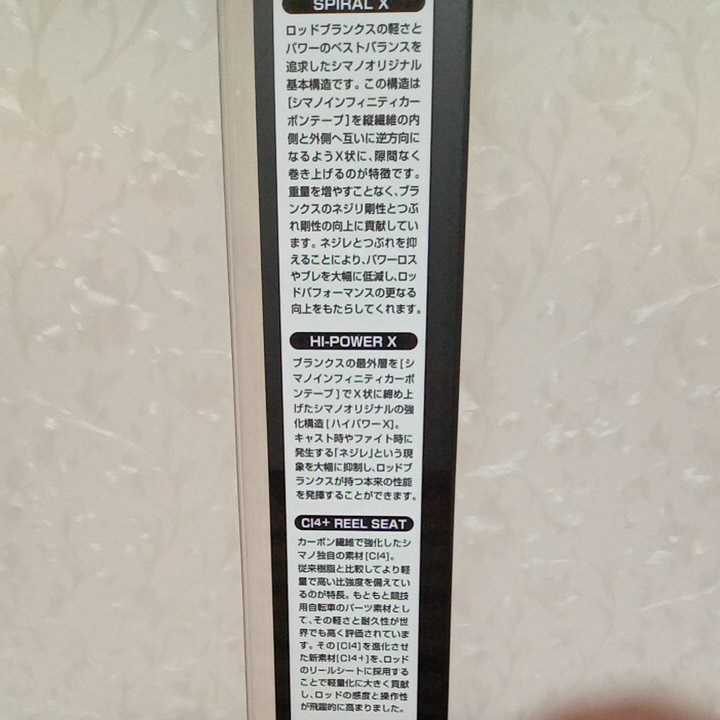 SPIRAL X
ロッドブランクスの軽さと
パワーのベストバランスを
追求したシマノオリジナル
基本構造です。この構造は
[シマノインフィニティカー
ボンテープ]を縦繊維の内
側と外側へ互いに逆方向に
なるようX状に、隙間なく
巻き上げるのが特徴です。
重量を増やすことなく、ブラ
ンクスのネジリ剛性とつぶ
れ剛性の向上に貢献してい
ます。ネジレとつぶれを抑
えることにより、パワーロス
やブレを大幅に低減し、ロッ
ドパフォーマンスの更なる
向上をもたらしてくれます。
HI-POWER X
ブランクスの最外層を[シ
マノインフィニティカーボ
ンテープ]でX状に締め上
げたシマノオリジナルの強
化構造[ハイパワーX]。
キャスト時やファイト時に
発生する「ネジレ」という現
象を大幅に抑制し、ロッドブ
ランクスが持つ本来の性能
を発揮することができます。
CI4+ REEL SEAT
カーボン繊維で強化したシ
マノ独自の素材[CI4]。
従来樹脂と比較してより軽
量で高い比強度を備えてい
るのが特長。もともと競技
用自転車のパーツ素材とし
て、その軽さと耐久性が世
界でも高く評価されていま
す。その[CI4]を進化させ
た新素材[CI4+]を、ロッド
のリールシートに採用する
ことで軽量化に大きく貢献
し、ロッドの感度と操作性
が飛躍的に高まりました。